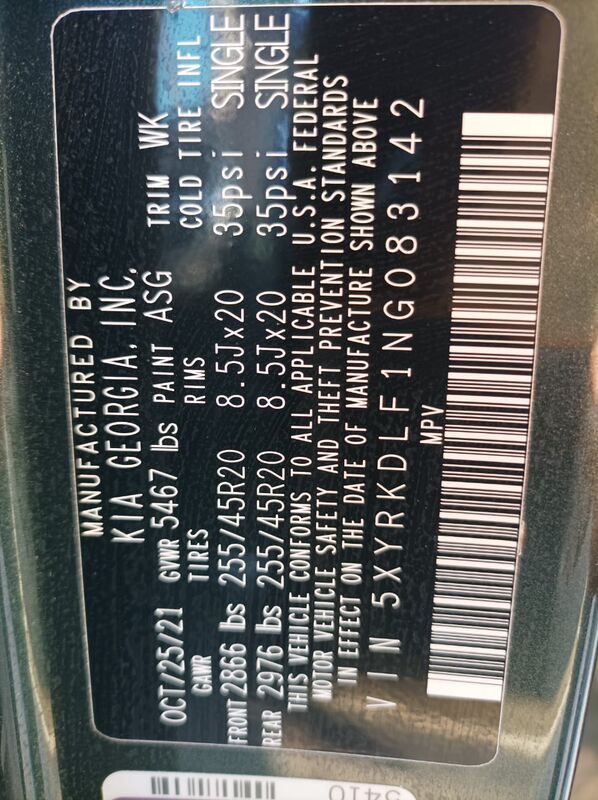 MANUFACTURED BY
KIA GEORGIA, INC.
OCT/25/21 GVWR 5467 lbs PAINT ASG TRIM WK
GAWR TIRES RIMS COLD TIRE INFL
FRONT 2866 lbs 255/45R20 8.5Jx20 35psi SINGLE
REAR 2976 lbs 255/45R20 8.5Jx20 35psi SINGLE
THIS VEHICLE CONFORMS TO ALL APPLICABLE U.S.A. FEDERAL
MOTOR VEHICLE SAFETY AND THEFT PREVENTION STANDARDS
IN EFFECT ON THE DATE OF MANUFACTURE SHOWN ABOVE
VIN 5XYRKDLF1NG083142
MPV
5410